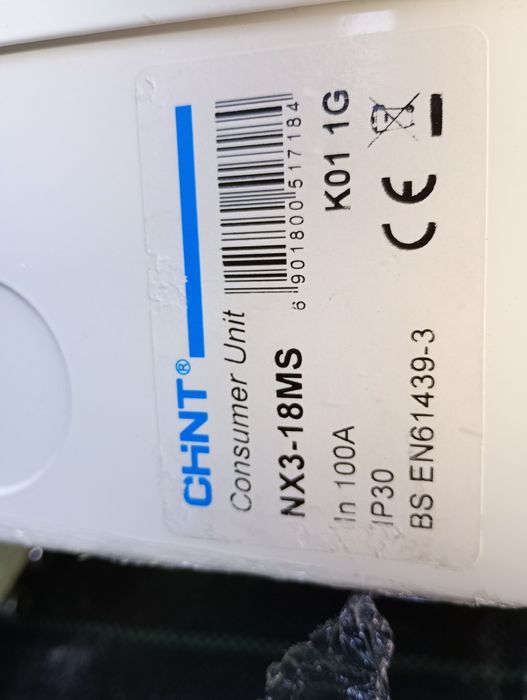 CHNT®
Consumer Unit
NX3-18MS
In 100A
IP30
BS EN61439-3
6 901800 517184
K01 1G
CE